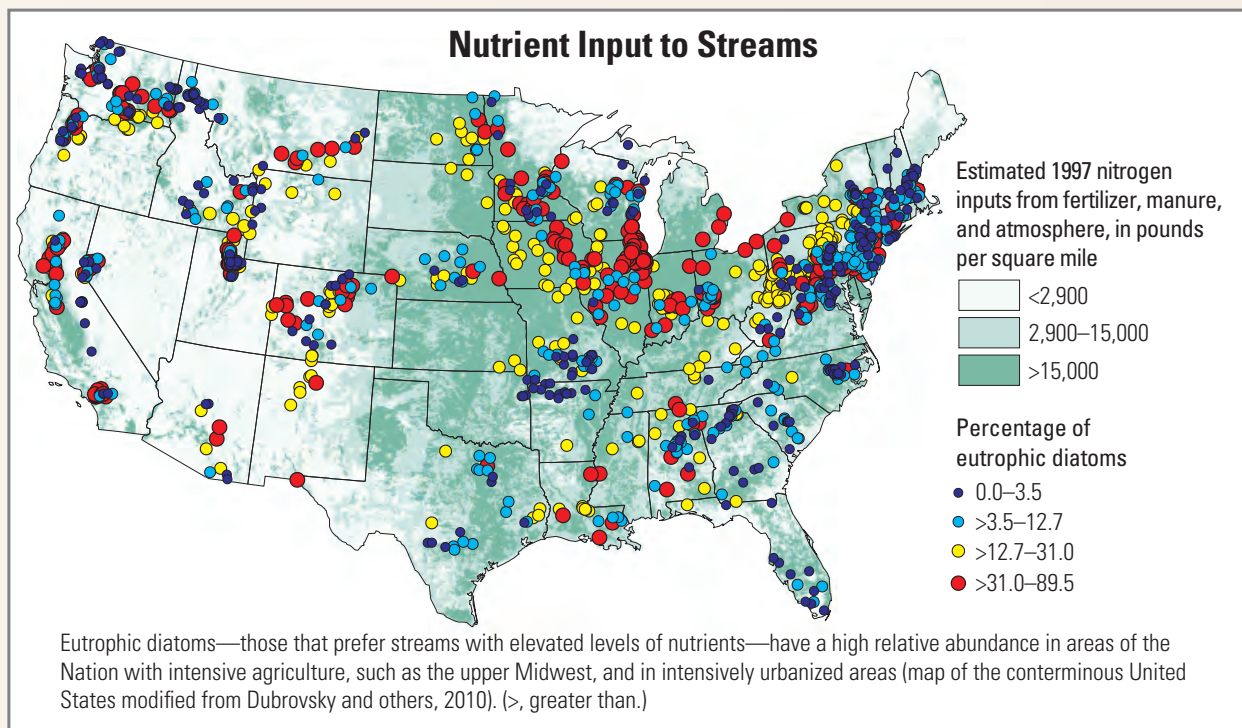 Nutrient Input to Streams
Estimated 1997 nitrogen
inputs from fertilizer, manure,
and atmosphere, in pounds
per square mile
<2,900
2,900–15,000
>15,000
Percentage of
eutrophic diatoms
0.0–3.5
>3.5–12.7
>12.7–31.0
>31.0–89.5
Eutrophic diatoms—those that prefer streams with elevated levels of nutrients—have a high relative abundance in areas of the
Nation with intensive agriculture, such as the upper Midwest, and in intensively urbanized areas (map of the conterminous United
States modified from Dubrovsky and others, 2010). (>, greater than.)